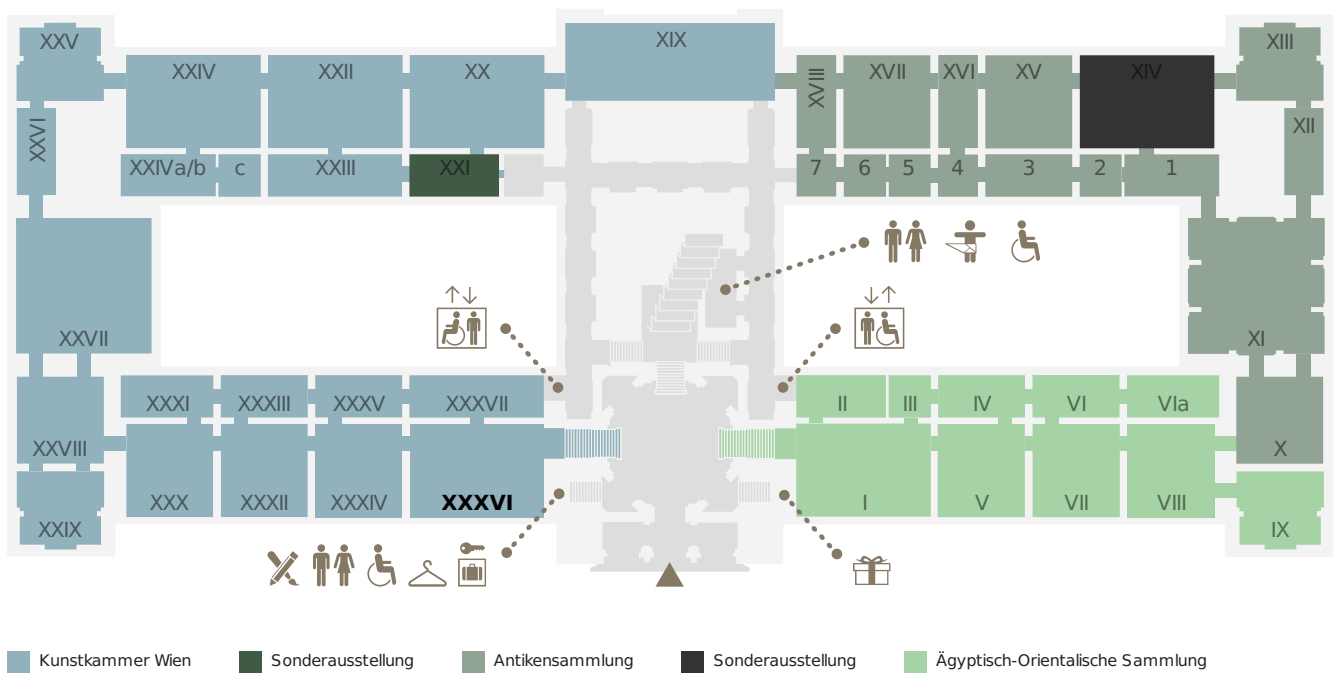 XXV
XXIV
XXII
XX
XIX
XVIII
XVII
XVI
XV
XIV
XIII
XXVI
XII
XXIVa/b
c
XXIII
XXI
7
6
5
4
3
2
1
XXVII
XI
XXXI
XXXIII
XXXV
XXXVII
II
III
IV
VI
VIa
XXVIII
X
XXX
XXXII
XXXIV
XXXVI
I
V
VII
VIII
XXIX
IX
Kunstkammer Wien
Sonderausstellung
Antikensammlung
Sonderausstellung
Ägyptisch-Orientalische Sammlung